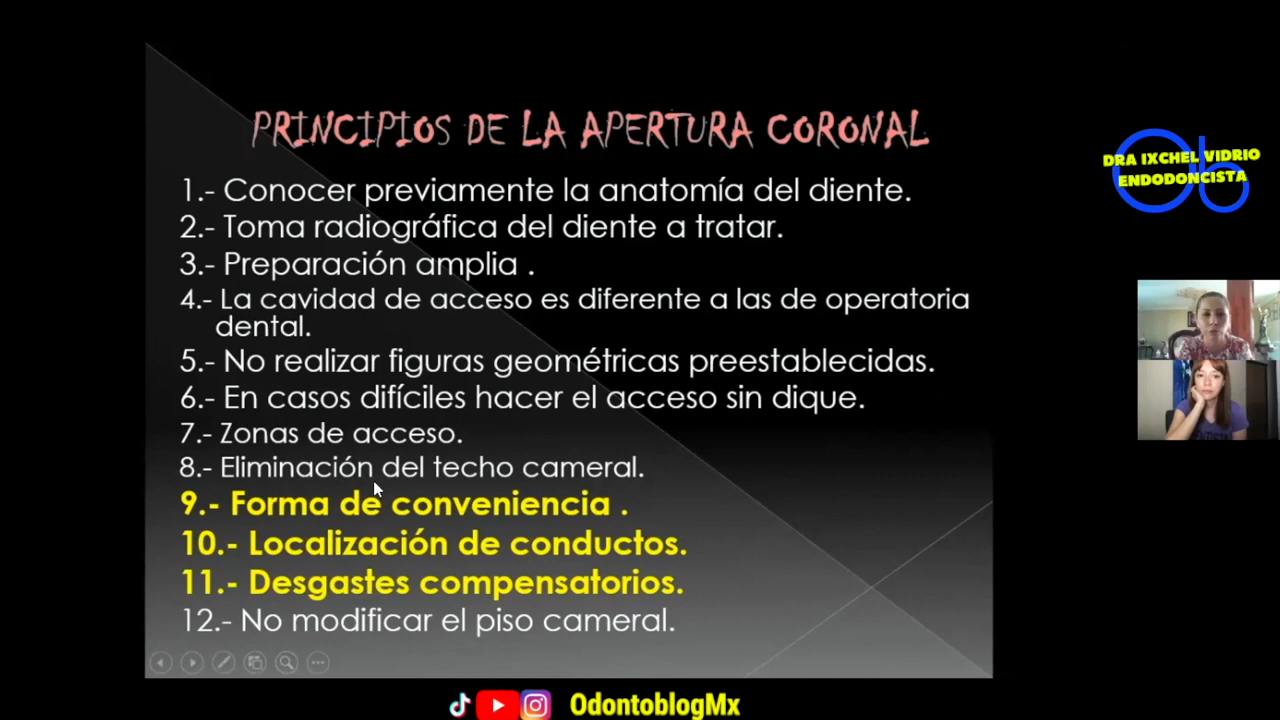 PRINCIPIOS DE LA APERTURA CORONAL
1.- Conocer previamente la anatomía del diente.
2.- Toma radiográfica del diente a tratar.
3.- Preparación amplia .
4.- La cavidad de acceso es diferente a las de operatoria
dental.
5.- No realizar figuras geométricas preestablecidas.
6.- En casos difíciles hacer el acceso sin dique.
7.- Zonas de acceso.
8.- Eliminación del techo cameral.
9.- Forma de conveniencia .
10.- Localización de conductos.
11.- Desgastes compensatorios.
12.- No modificar el piso cameral.
DRA IXCHEL VIDRIO
ENDODONCISTA
OdontoblogMx